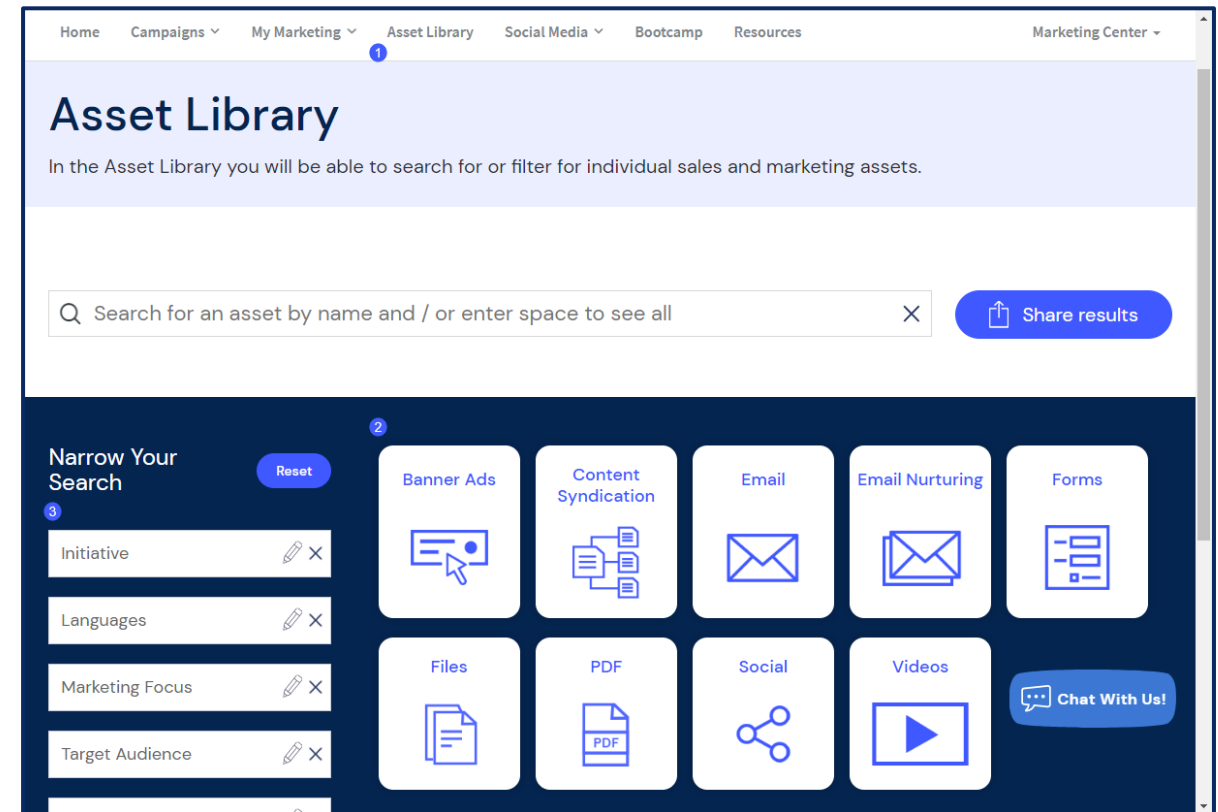 Home Campaigns My Marketing Asset Library Social Media Bootcamp Resources Marketing Center
1
Asset Library
In the Asset Library you will be able to search for or filter for individual sales and marketing assets.
Search for an asset by name and / or enter space to see all
Share results
2
Narrow Your
Search
Reset
3
Initiative
Languages
Marketing Focus
Target Audience
Banner Ads
Content
Syndication
Email
Email Nurturing
Forms
Files
PDF
PDF
Social
Videos
Chat With Us!